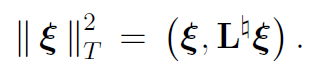 ‖ ξ ‖²_T = (ξ, L^♮ ξ) .